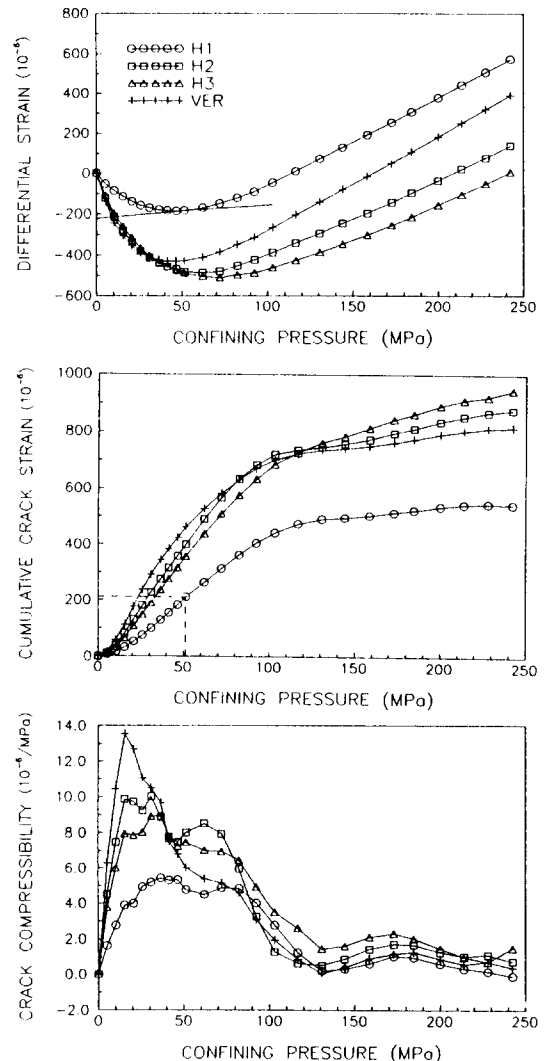 800
600
400
200
0
-200
-400
-600
DIFFERENTIAL STRAIN (10⁻⁶)
H1
H2
H3
VER
0 50 100 150 200 250
CONFINING PRESSURE (MPa)
1000
800
600
400
200
0
CUMULATIVE CRACK STRAIN (10⁻⁶)
0 50 100 150 200 250
CONFINING PRESSURE (MPa)
14.0
12.0
10.0
8.0
6.0
4.0
2.0
0.0
-2.0
CRACK COMPRESSIBILITY (10⁻⁶/MPa)
0 50 100 150 200 250
CONFINING PRESSURE (MPa)